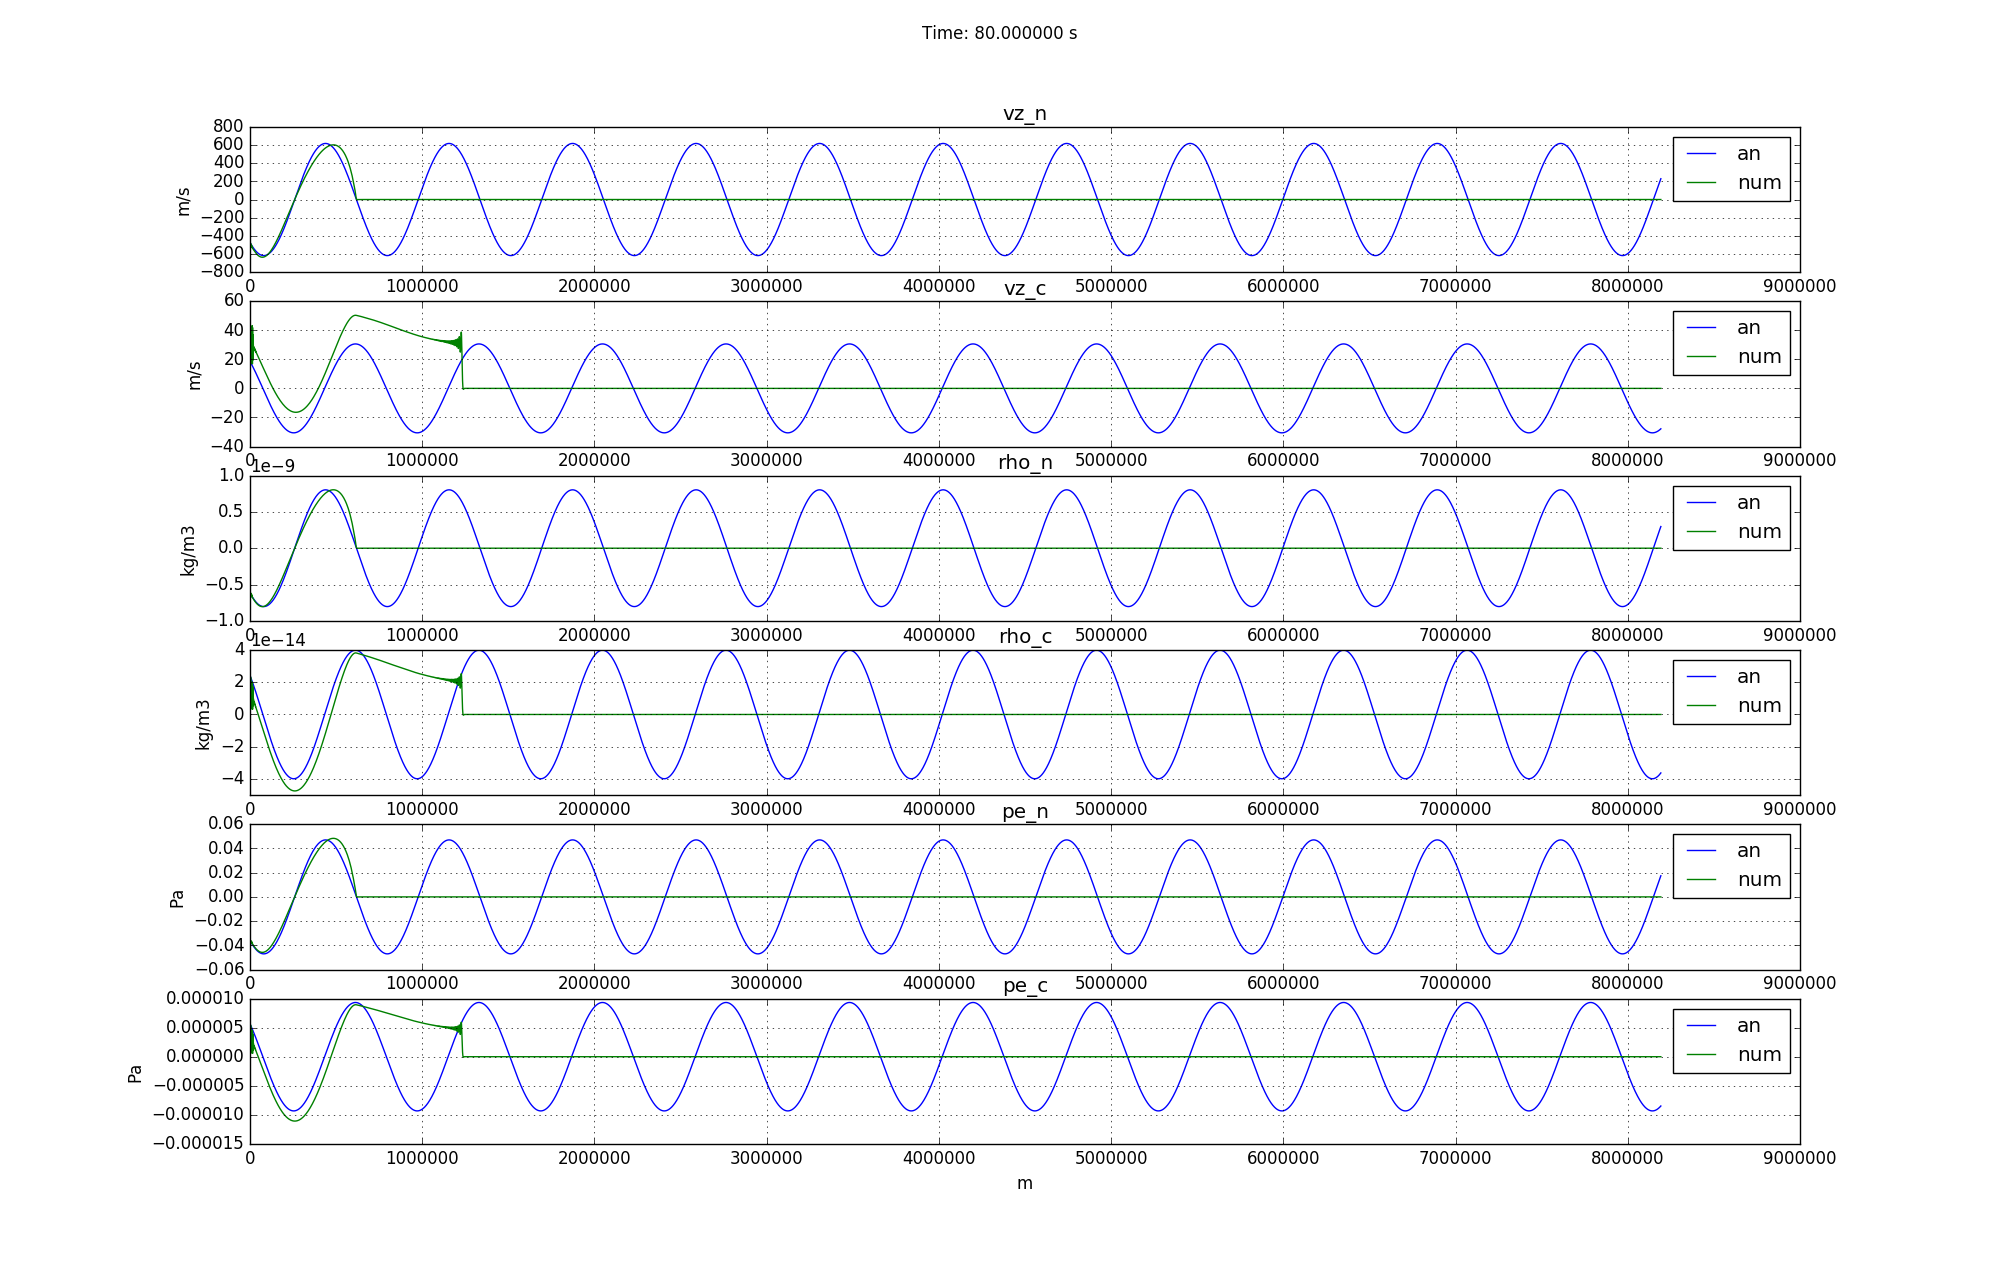 Time: 80.000000 s
vz_n
800
600
400
200
0
−200
−400
−600
−800
m/s
an
num
0 1000000 2000000 3000000 4000000 5000000 6000000 7000000 8000000 9000000
vz_c
60
40
20
0
−20
−40
m/s
an
num
0 1000000 2000000 3000000 4000000 5000000 6000000 7000000 8000000 9000000
1e−9
rho_n
1.0
0.5
0.0
−0.5
−1.0
kg/m3
an
num
0 1000000 2000000 3000000 4000000 5000000 6000000 7000000 8000000 9000000
1e−14
rho_c
4
2
0
−2
−4
kg/m3
an
num
0 1000000 2000000 3000000 4000000 5000000 6000000 7000000 8000000 9000000
pe_n
0.06
0.04
0.02
0.00
−0.02
−0.04
−0.06
Pa
an
num
0 1000000 2000000 3000000 4000000 5000000 6000000 7000000 8000000 9000000
pe_c
0.000010
0.000005
0.000000
−0.000005
−0.000010
−0.000015
Pa
an
num
0 1000000 2000000 3000000 4000000 5000000 6000000 7000000 8000000 9000000
m